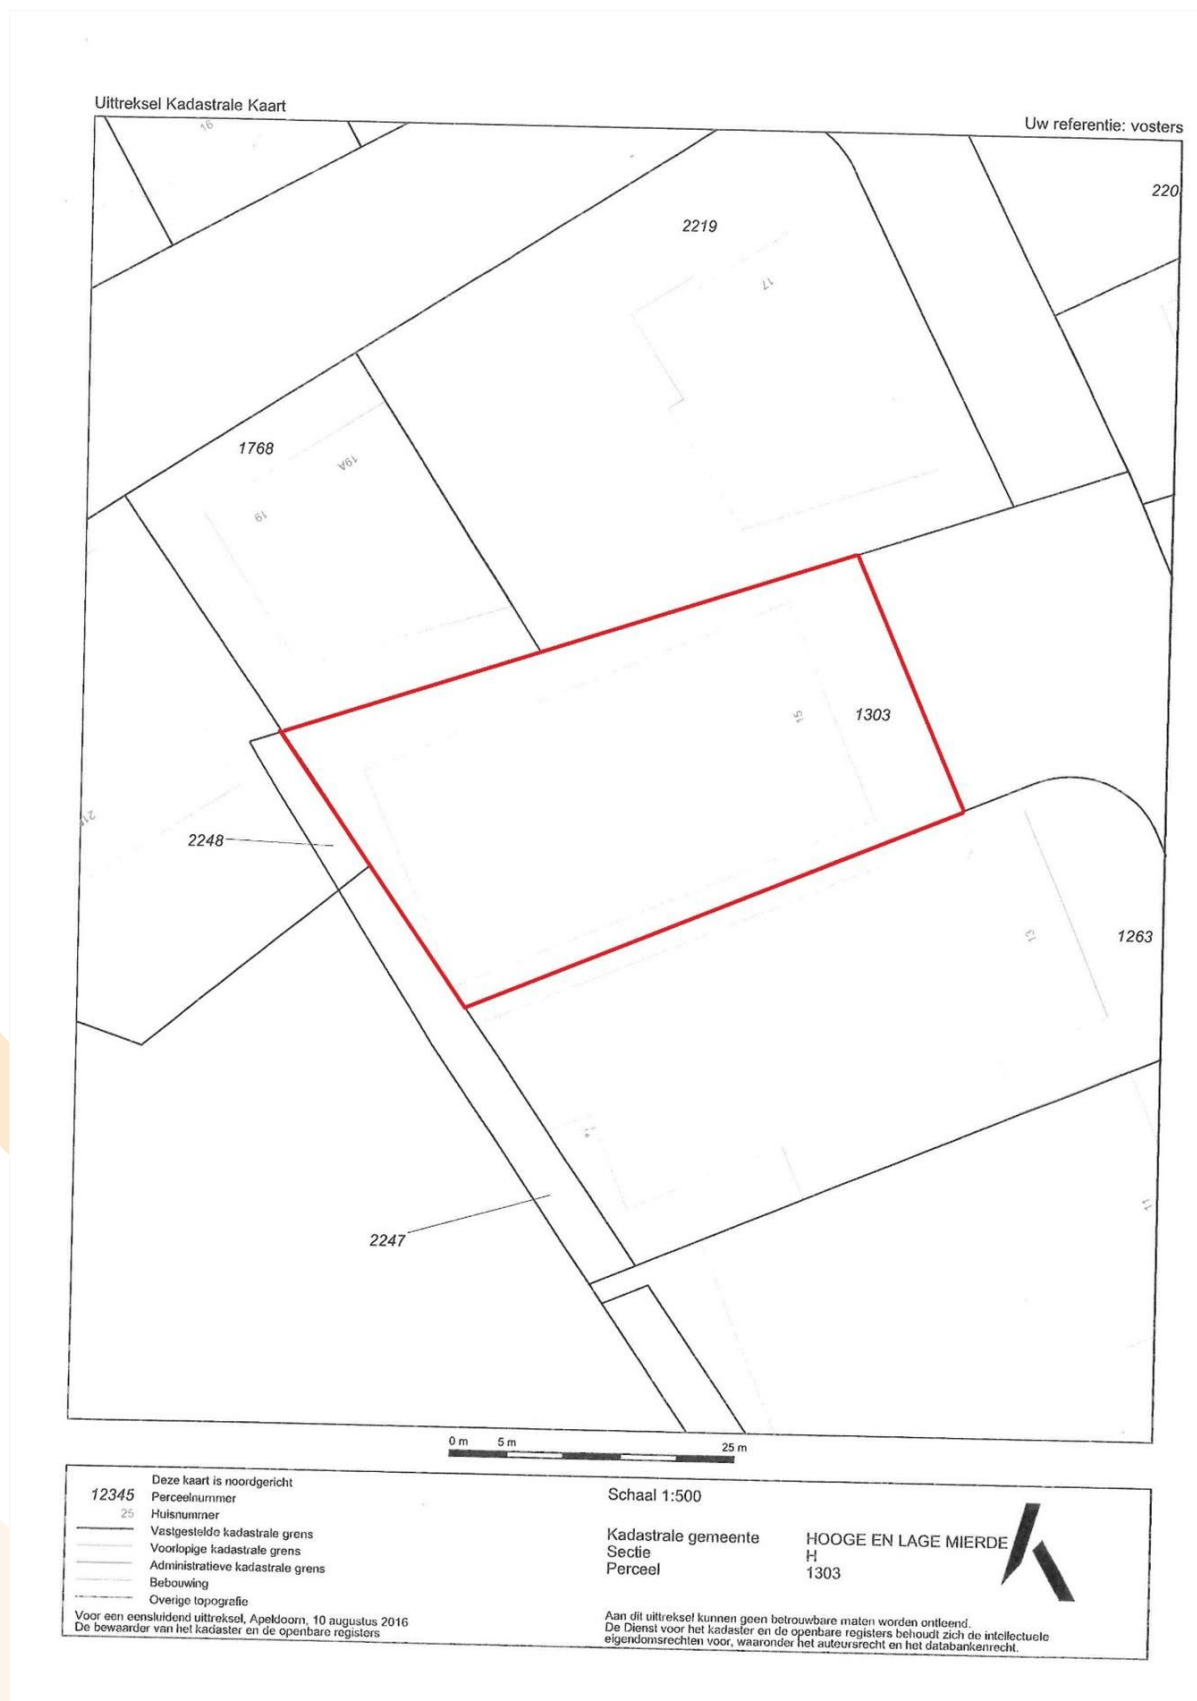 Uittreksel Kadastrale Kaart
Uw referentie: vosters
16
220
2219
17
1768
19A
19
15
1303
21
2248
13
1263
2247
11
0 m 5 m 25 m
Deze kaart is noordgericht
12345 Perceelnummer
25 Huisnummer
Vastgestelde kadastrale grens
Voorlopige kadastrale grens
Administratieve kadastrale grens
Bebouwing
Overige topografie
Voor een eensluidend uittreksel, Apeldoorn, 10 augustus 2016
De bewaarder van het kadaster en de openbare registers
Schaal 1:500
Kadastrale gemeente HOOGE EN LAGE MIERDE
Sectie H
Perceel 1303
Aan dit uittreksel kunnen geen betrouwbare maten worden ontleend.
De Dienst voor het kadaster en de openbare registers behoudt zich de intellectuele
eigendomsrechten voor, waaronder het auteursrecht en het databankenrecht.